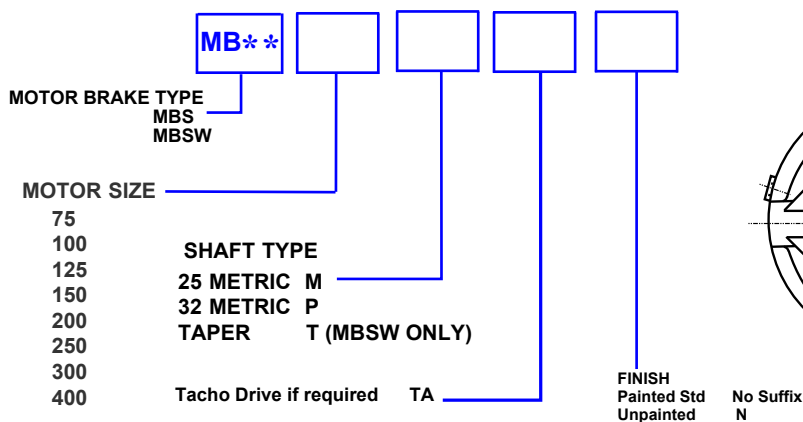 MB**
MOTOR BRAKE TYPE
MBS
MBSW
MOTOR SIZE
75
100
125
150
200
250
300
400
SHAFT TYPE
25 METRIC M
32 METRIC P
TAPER T (MBSW ONLY)
Tacho Drive if required TA
FINISH
Painted Std No Suffix
Unpainted N